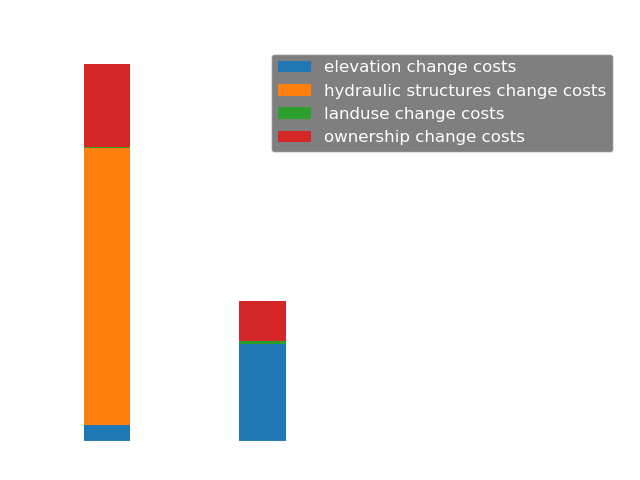 elevation change costs
hydraulic structures change costs
landuse change costs
ownership change costs